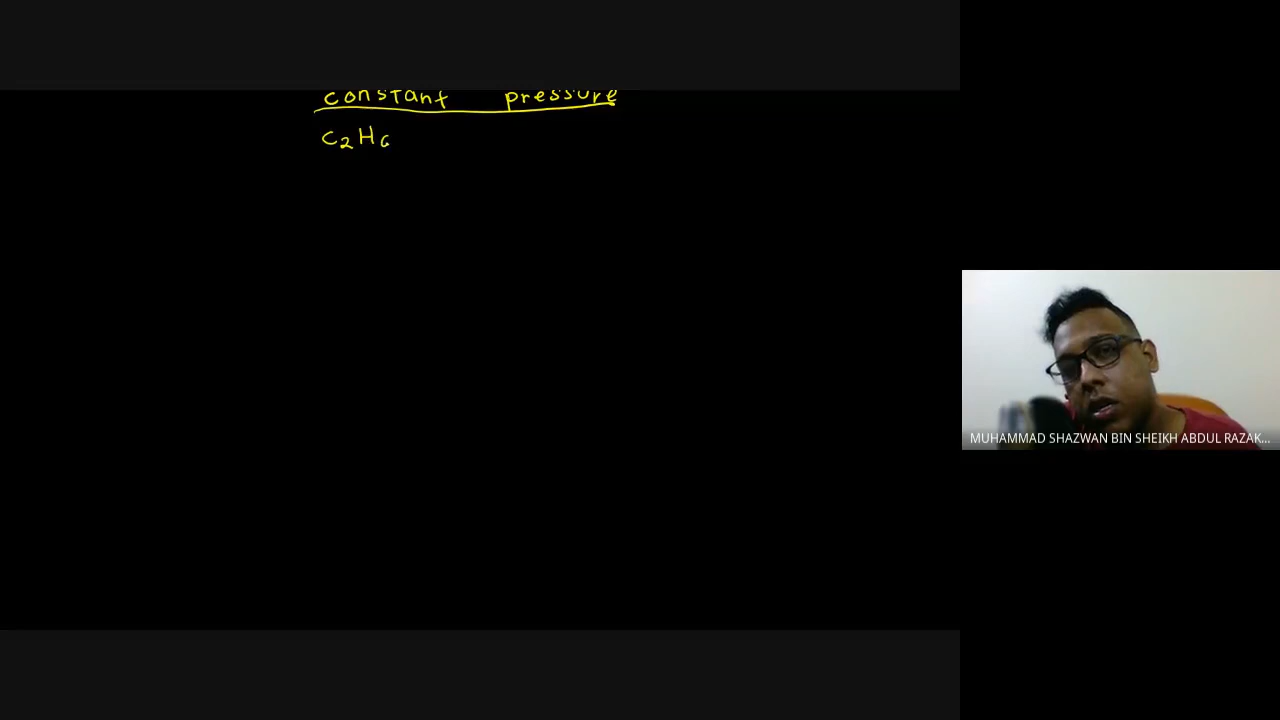 constant pressure
C₂H₆
MUHAMMAD SHAZWAN BIN SHEIKH ABDUL RAZAK...